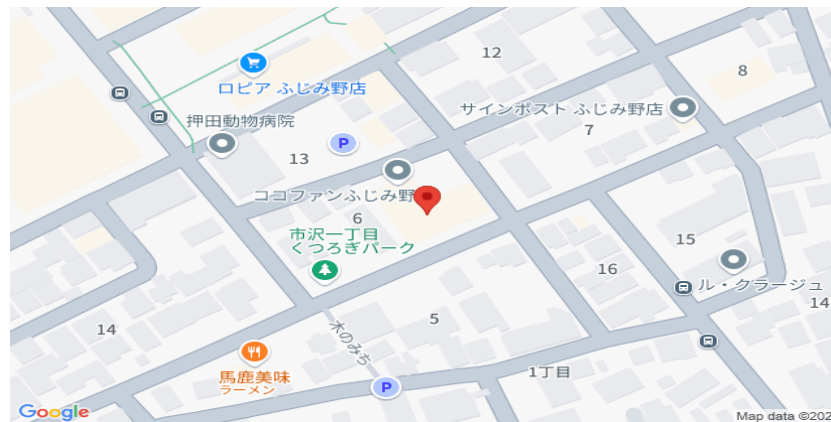 12
8
ロピア ふじみ野店
サインポスト ふじみ野店
押田動物病院
7
P
13
ココファンふじみ野
6
市沢一丁目
くつろぎパーク
15
16
ル・クラージュ
14
14
5
木のみち
馬鹿美味
ラーメン
1丁目
P
Google
Map data ©202